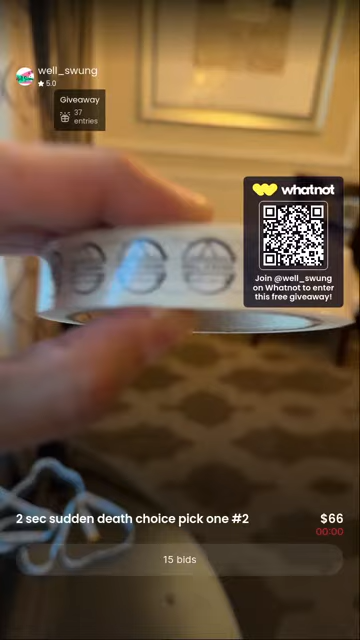 well_swung
★ 5.0
Giveaway
37
entries
whatnot
Join @well_swung
on Whatnot to enter
this free giveaway!
2 sec sudden death choice pick one #2
$66
00:00
15 bids